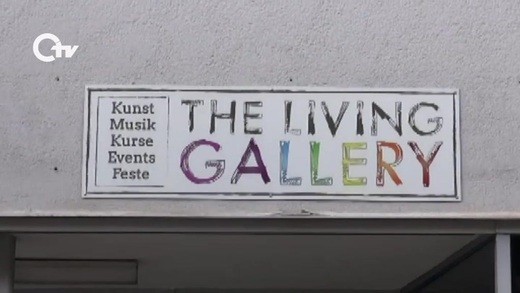 OTV
Kunst
Musik
Kurse
Events
Feste
THE LIVING
GALLERY